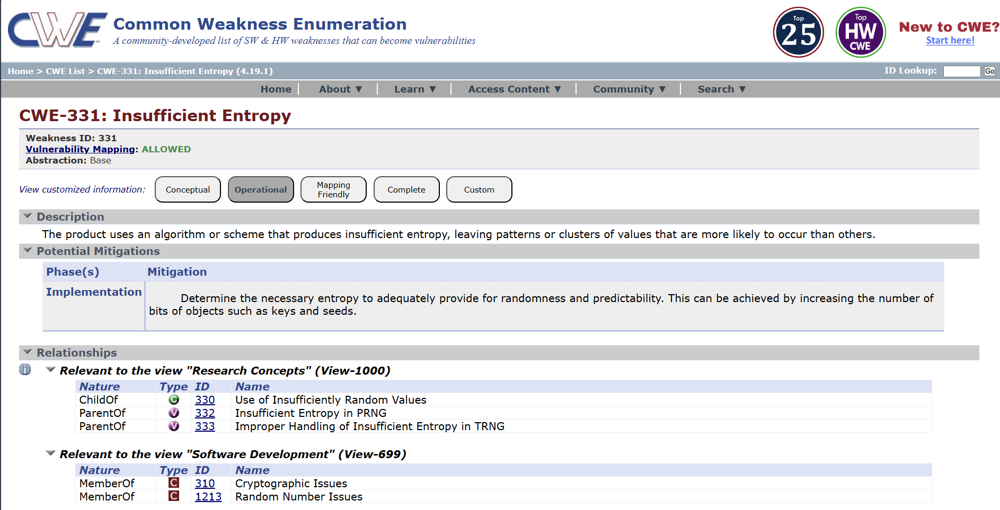 CWE
Common Weakness Enumeration
A community-developed list of SW & HW weaknesses that can become vulnerabilities
Top
25
Top
HW
CWE
New to CWE?
Start here!
Home > CWE List > CWE-331: Insufficient Entropy (4.19.1)
ID Lookup: Go
Home About ▼ Learn ▼ Access Content ▼ Community ▼ Search ▼
CWE-331: Insufficient Entropy
Weakness ID: 331
Vulnerability Mapping: ALLOWED
Abstraction: Base
View customized information: Conceptual Operational Mapping Friendly Complete Custom
Description
The product uses an algorithm or scheme that produces insufficient entropy, leaving patterns or clusters of values that are more likely to occur than others.
Potential Mitigations
Phase(s) Mitigation
Implementation Determine the necessary entropy to adequately provide for randomness and predictability. This can be achieved by increasing the number of
bits of objects such as keys and seeds.
Relationships
Relevant to the view "Research Concepts" (View-1000)
Nature Type ID Name
ChildOf C 330 Use of Insufficiently Random Values
ParentOf V 332 Insufficient Entropy in PRNG
ParentOf V 333 Improper Handling of Insufficient Entropy in TRNG
Relevant to the view "Software Development" (View-699)
Nature Type ID Name
MemberOf C 310 Cryptographic Issues
MemberOf C 1213 Random Number Issues